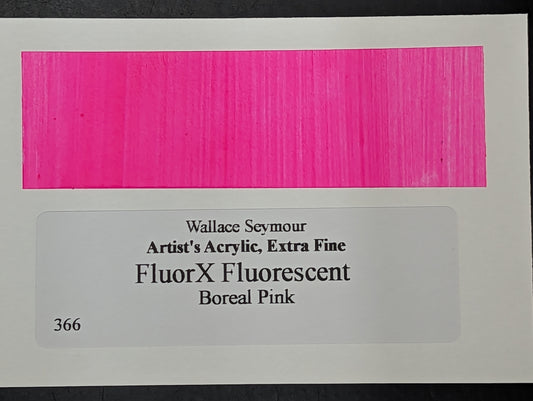 Wallace Seymour
Artist's Acrylic, Extra Fine
FluorX Fluorescent
Boreal Pink
366